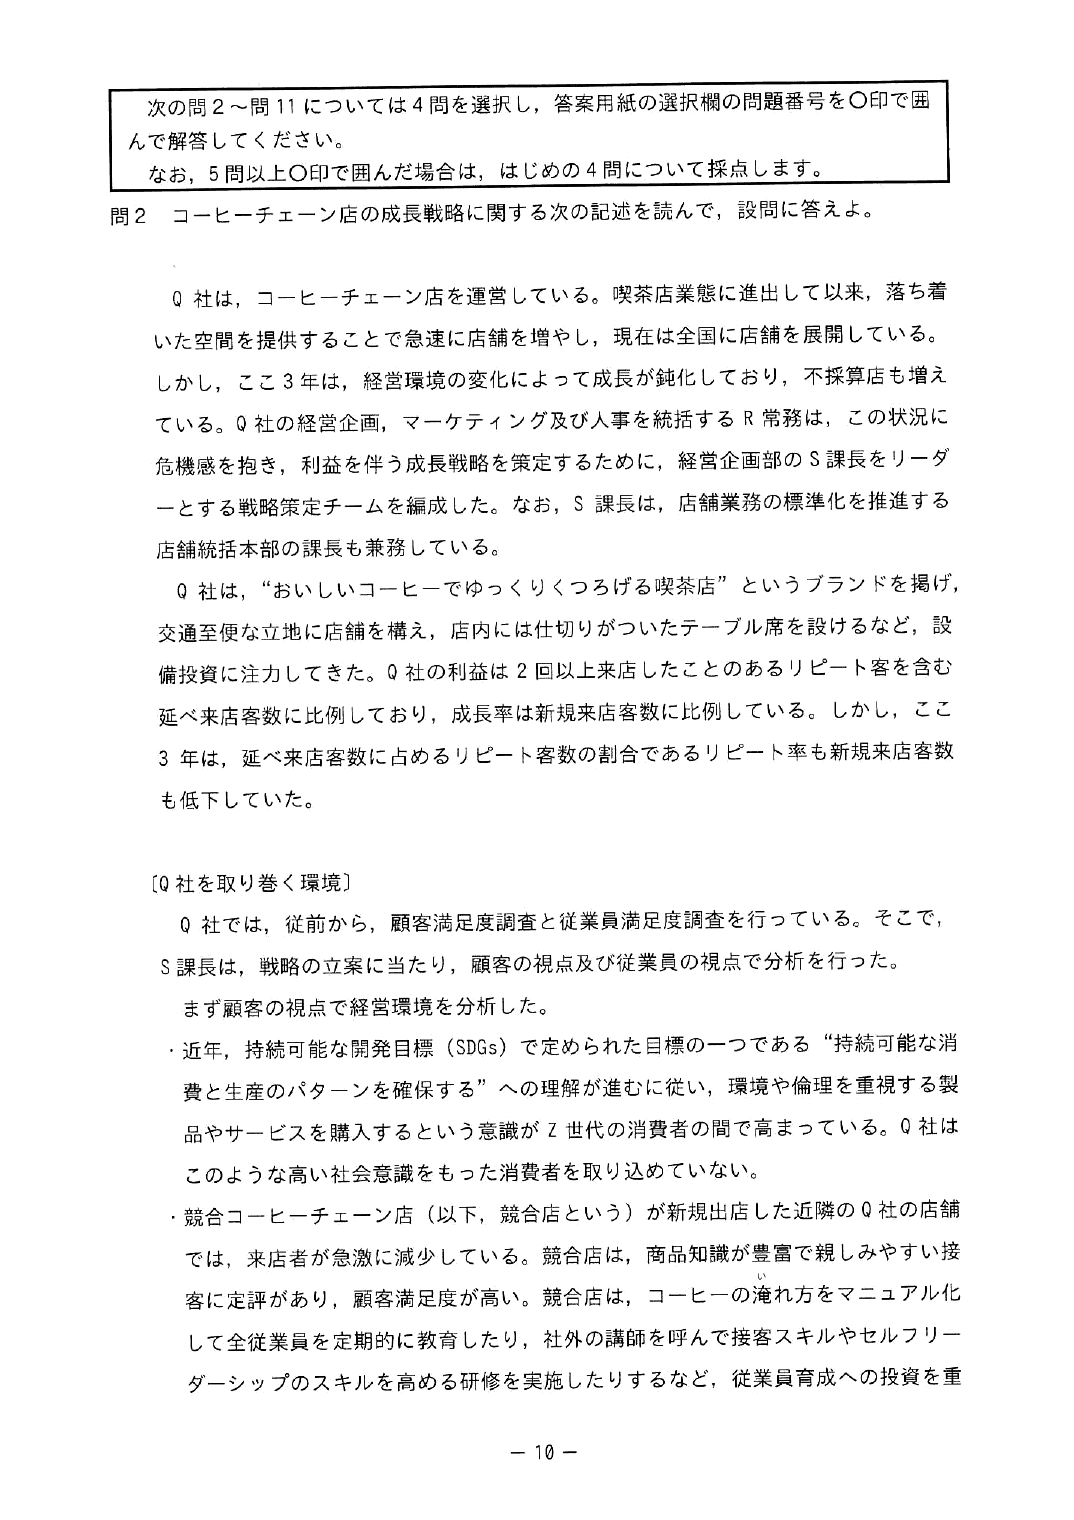 次の問2～問11については4問を選択し，答案用紙の選択欄の問題番号を○印で囲
んで解答してください。
なお，5問以上○印で囲んだ場合は，はじめの4問について採点します。
問2　コーヒーチェーン店の成長戦略に関する次の記述を読んで，設問に答えよ。
Q 社は，コーヒーチェーン店を運営している。喫茶店業態に進出して以来，落ち着
いた空間を提供することで急速に店舗を増やし，現在は全国に店舗を展開している。
しかし，ここ3年は，経営環境の変化によって成長が鈍化しており，不採算店も増え
ている。Q 社の経営企画，マーケティング及び人事を統括する R 常務は，この状況に
危機感を抱き，利益を伴う成長戦略を策定するために，経営企画部の S 課長をリーダ
ーとする戦略策定チームを編成した。なお，S 課長は，店舗業務の標準化を推進する
店舗統括本部の課長も兼務している。
Q 社は，“おいしいコーヒーでゆっくりくつろげる喫茶店”というブランドを掲げ，
交通至便な立地に店舗を構え，店内には仕切りがついたテーブル席を設けるなど，設
備投資に注力してきた。Q 社の利益は 2 回以上来店したことのあるリピート客を含む
延べ来店客数に比例しており，成長率は新規来店客数に比例している。しかし，ここ
3 年は，延べ来店客数に占めるリピート客数の割合であるリピート率も新規来店客数
も低下していた。
〔Q 社を取り巻く環境〕
Q 社では，従前から，顧客満足度調査と従業員満足度調査を行っている。そこで，
S 課長は，戦略の立案に当たり，顧客の視点及び従業員の視点で分析を行った。
まず顧客の視点で経営環境を分析した。
・近年，持続可能な開発目標（SDGs）で定められた目標の一つである“持続可能な消
費と生産のパターンを確保する”への理解が進むに従い，環境や倫理を重視する製
品やサービスを購入するという意識が Z 世代の消費者の間で高まっている。Q 社は
このような高い社会意識をもった消費者を取り込めていない。
・競合コーヒーチェーン店（以下，競合店という）が新規出店した近隣の Q 社の店舗
では，来店者が急激に減少している。競合店は，商品知識が豊富で親しみやすい接
い
客に定評があり，顧客満足度が高い。競合店は，コーヒーの淹れ方をマニュアル化
して全従業員を定期的に教育したり，社外の講師を呼んで接客スキルやセルフリー
ダーシップのスキルを高める研修を実施したりするなど，従業員育成への投資を重
－ 10 －